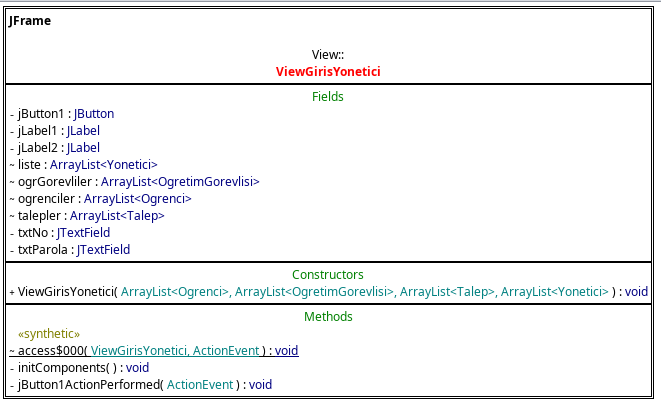 JFrame
View::
ViewGirisYonetici
Fields
- jButton1 : JButton
- jLabel1 : JLabel
- jLabel2 : JLabel
~ liste : ArrayList<Yonetici>
~ ogrGorevliler : ArrayList<OgretimGorevlisi>
~ ogrenciler : ArrayList<Ogrenci>
~ talepler : ArrayList<Talep>
- txtNo : JTextField
- txtParola : JTextField
Constructors
+ ViewGirisYonetici( ArrayList<Ogrenci>, ArrayList<OgretimGorevlisi>, ArrayList<Talep>, ArrayList<Yonetici> ) : void
Methods
«synthetic»
~ access$000( ViewGirisYonetici, ActionEvent ) : void
- initComponents( ) : void
- jButton1ActionPerformed( ActionEvent ) : void